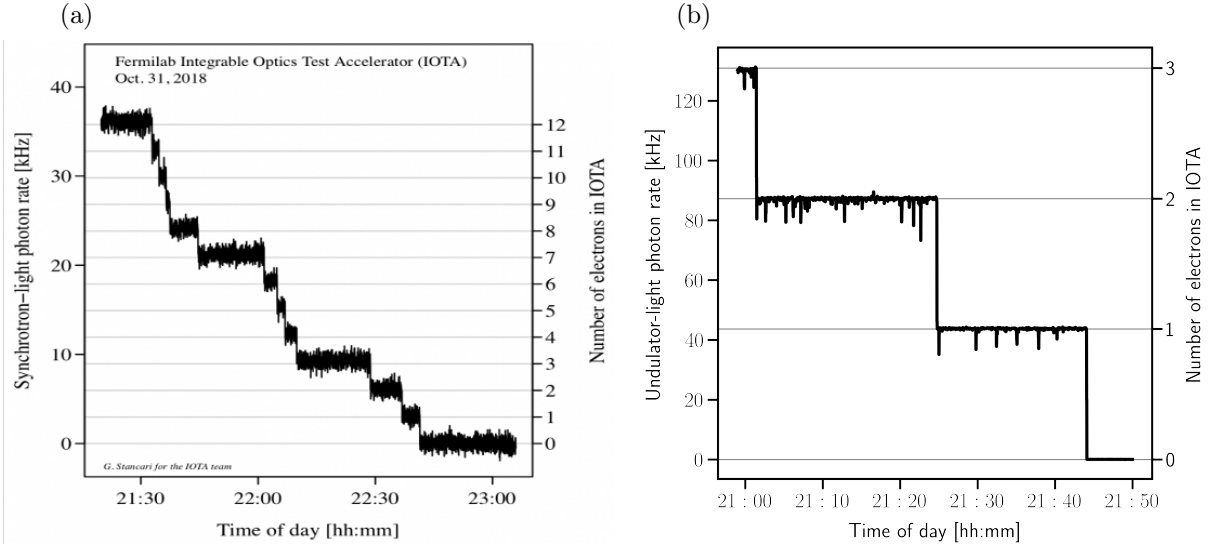 (a)
Fermilab Integrable Optics Test Accelerator (IOTA)
Oct. 31, 2018
Synchrotron−light photon rate [kHz]
40
30
20
10
0
12
11
10
9
8
7
6
5
4
3
2
1
0
Number of electrons in IOTA
G. Stancari for the IOTA team
21:30 22:00 22:30 23:00
Time of day [hh:mm]
(b)
Undulator-light photon rate [kHz]
120
100
80
60
40
20
0
3
2
1
0
Number of electrons in IOTA
21 : 00 21 : 10 21 : 20 21 : 30 21 : 40 21 : 50
Time of day [hh:mm]